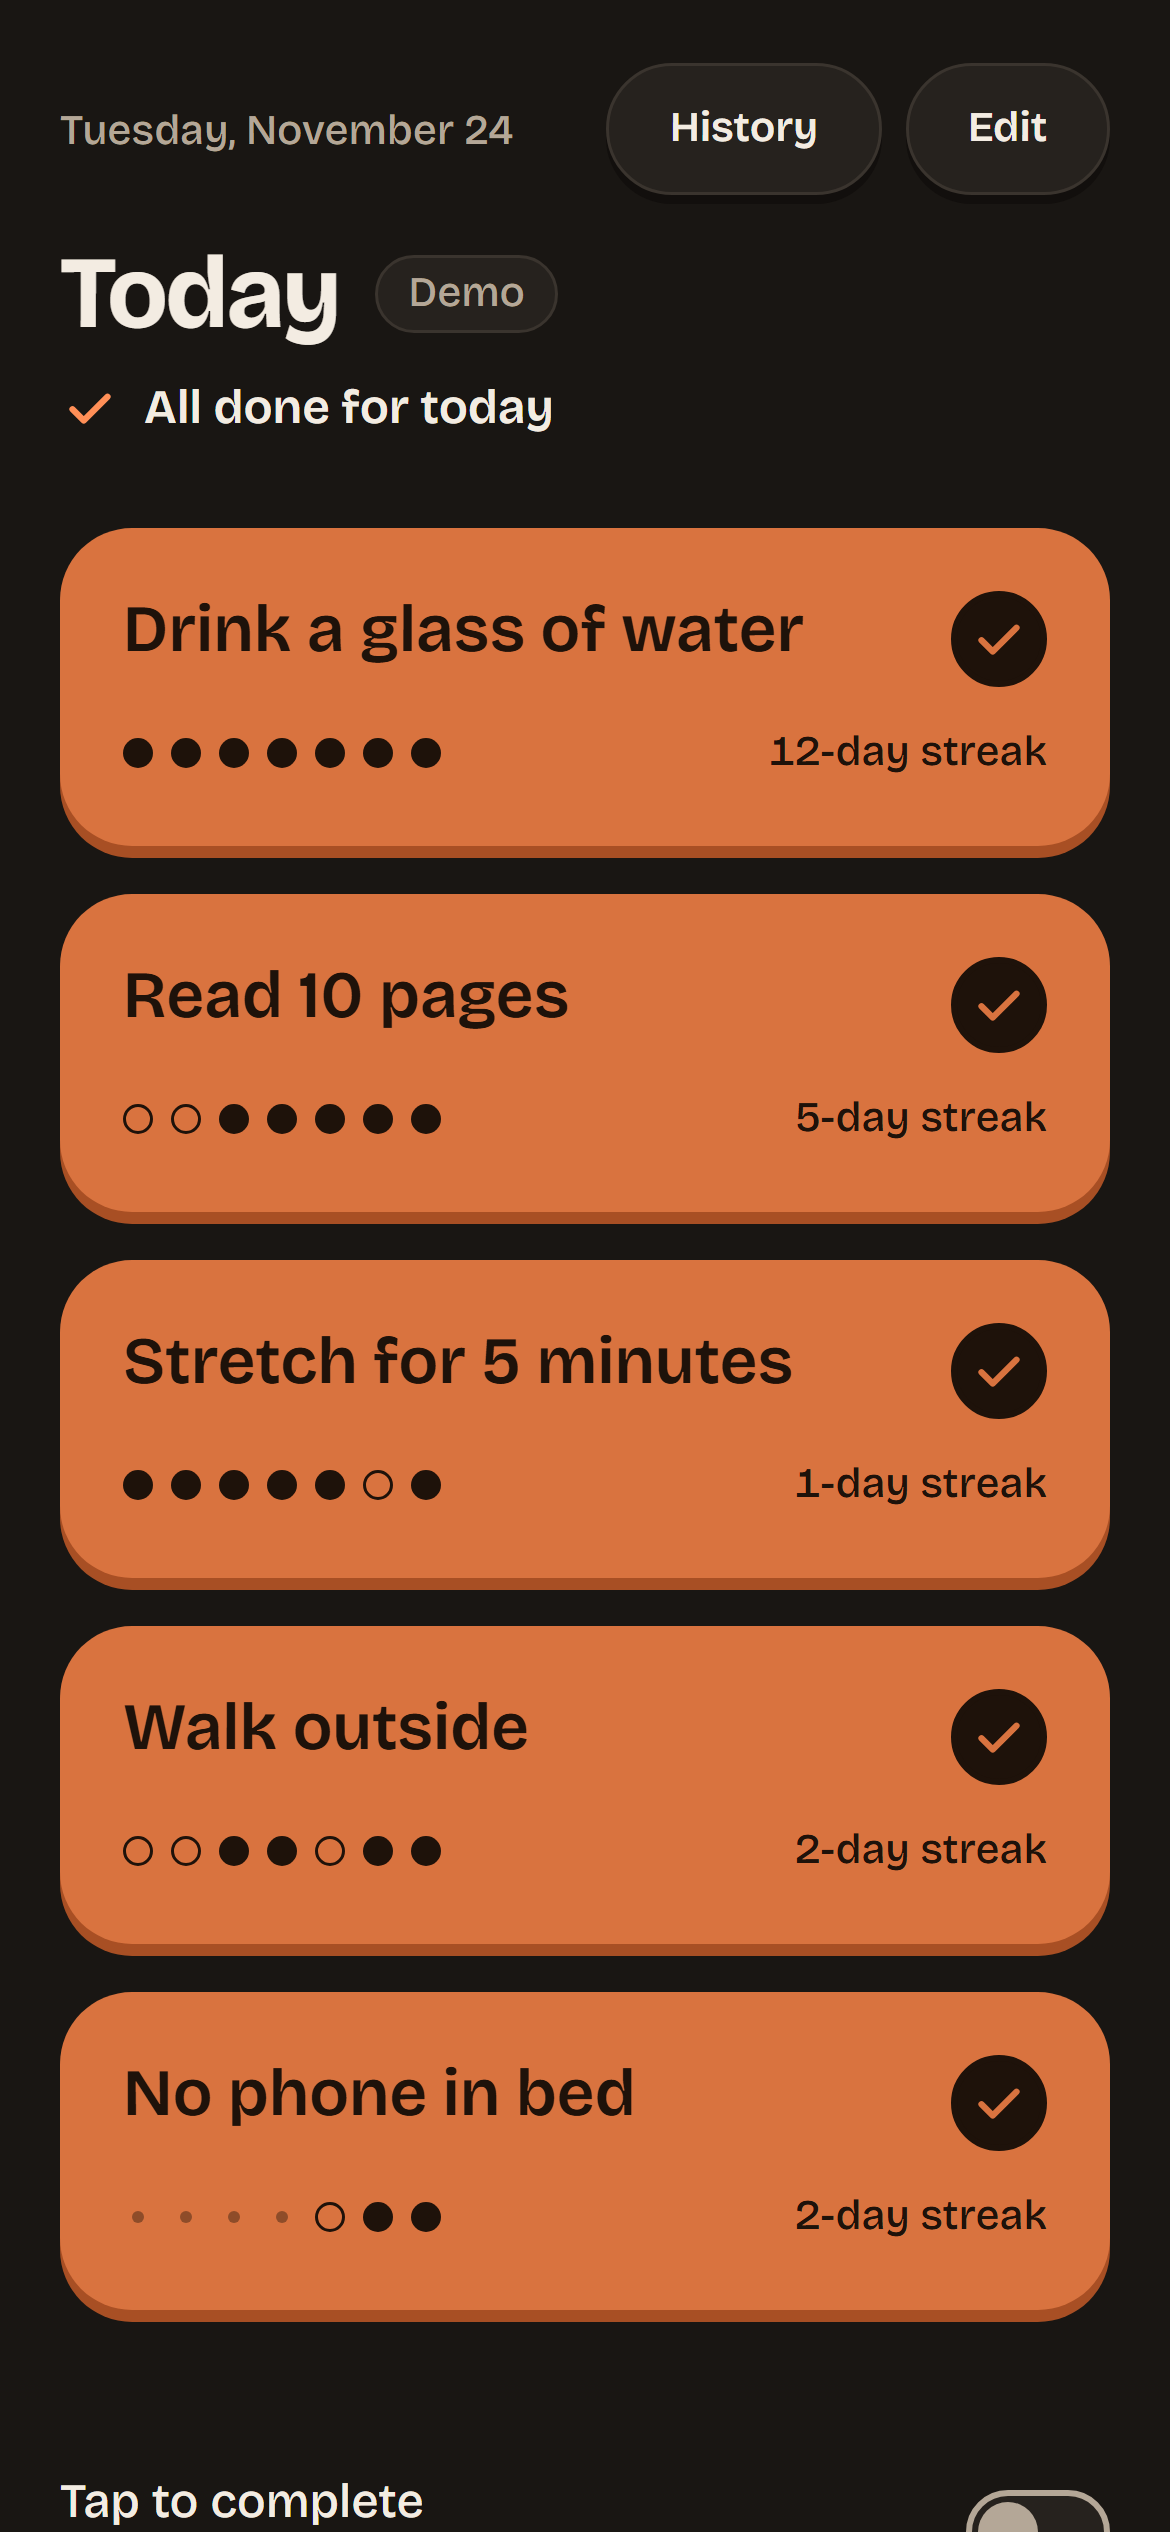 Tuesday, November 24
History
Edit
Today
Demo
All done for today
Drink a glass of water
12-day streak
Read 10 pages
5-day streak
Stretch for 5 minutes
1-day streak
Walk outside
2-day streak
No phone in bed
2-day streak
Tap to complete